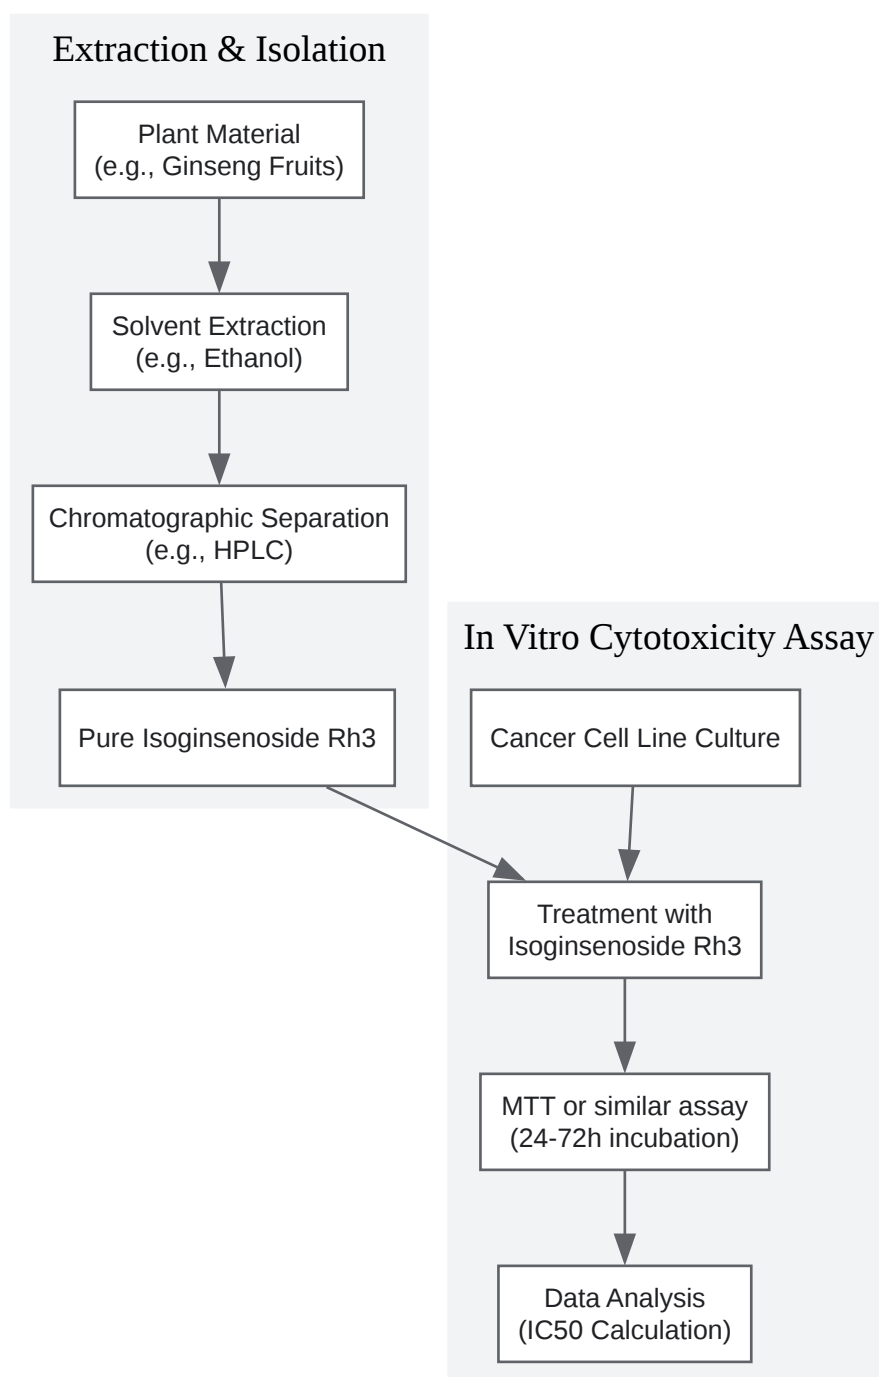 Extraction & Isolation
Plant Material
(e.g., Ginseng Fruits)
Solvent Extraction
(e.g., Ethanol)
Chromatographic Separation
(e.g., HPLC)
Pure Isoginsenoside Rh3
In Vitro Cytotoxicity Assay
Cancer Cell Line Culture
Treatment with
Isoginsenoside Rh3
MTT or similar assay
(24-72h incubation)
Data Analysis
(IC50 Calculation)